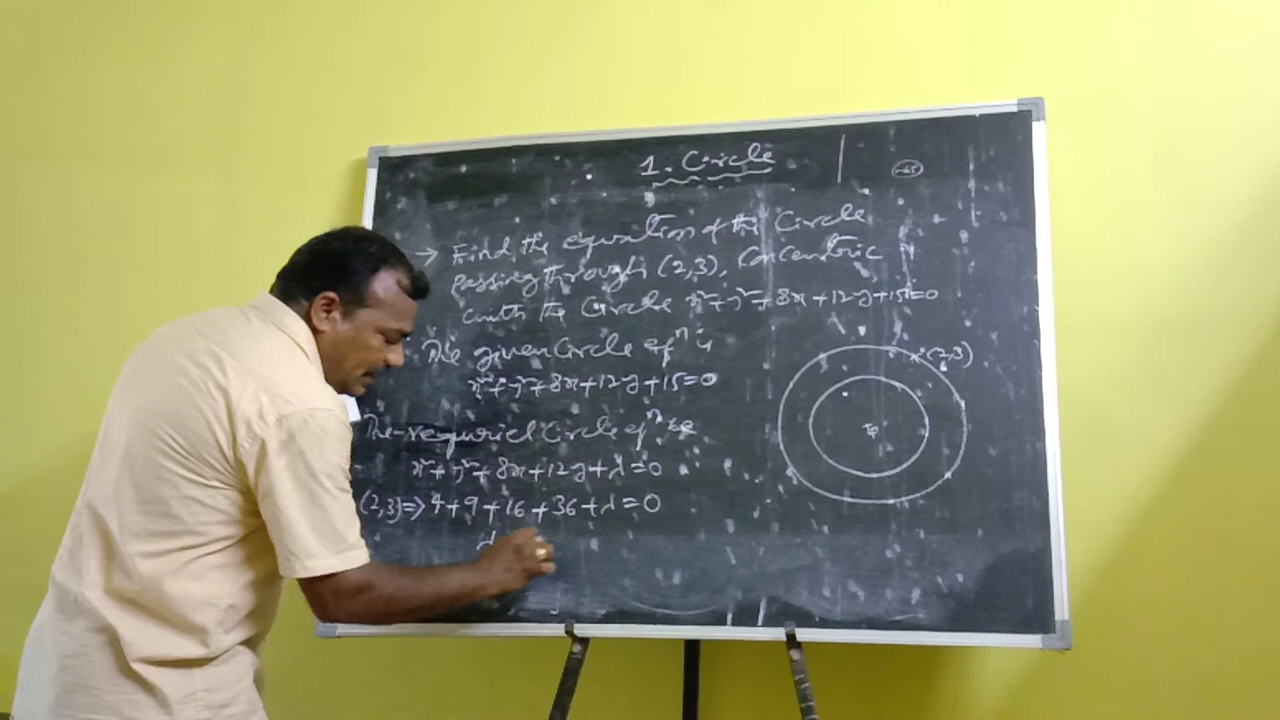 1. Circle
→ Find the equation of the Circle
passing through (2,3), Concentric
with the Circle x²+y²+8x+12y+15=0
The given Circle eqⁿ is
x²+y²+8x+12y+15=0
The required Circle eqⁿ be
x²+y²+8x+12y+λ=0
(2,3)=> 4+9+16+36+λ=0
λ
(2,3)